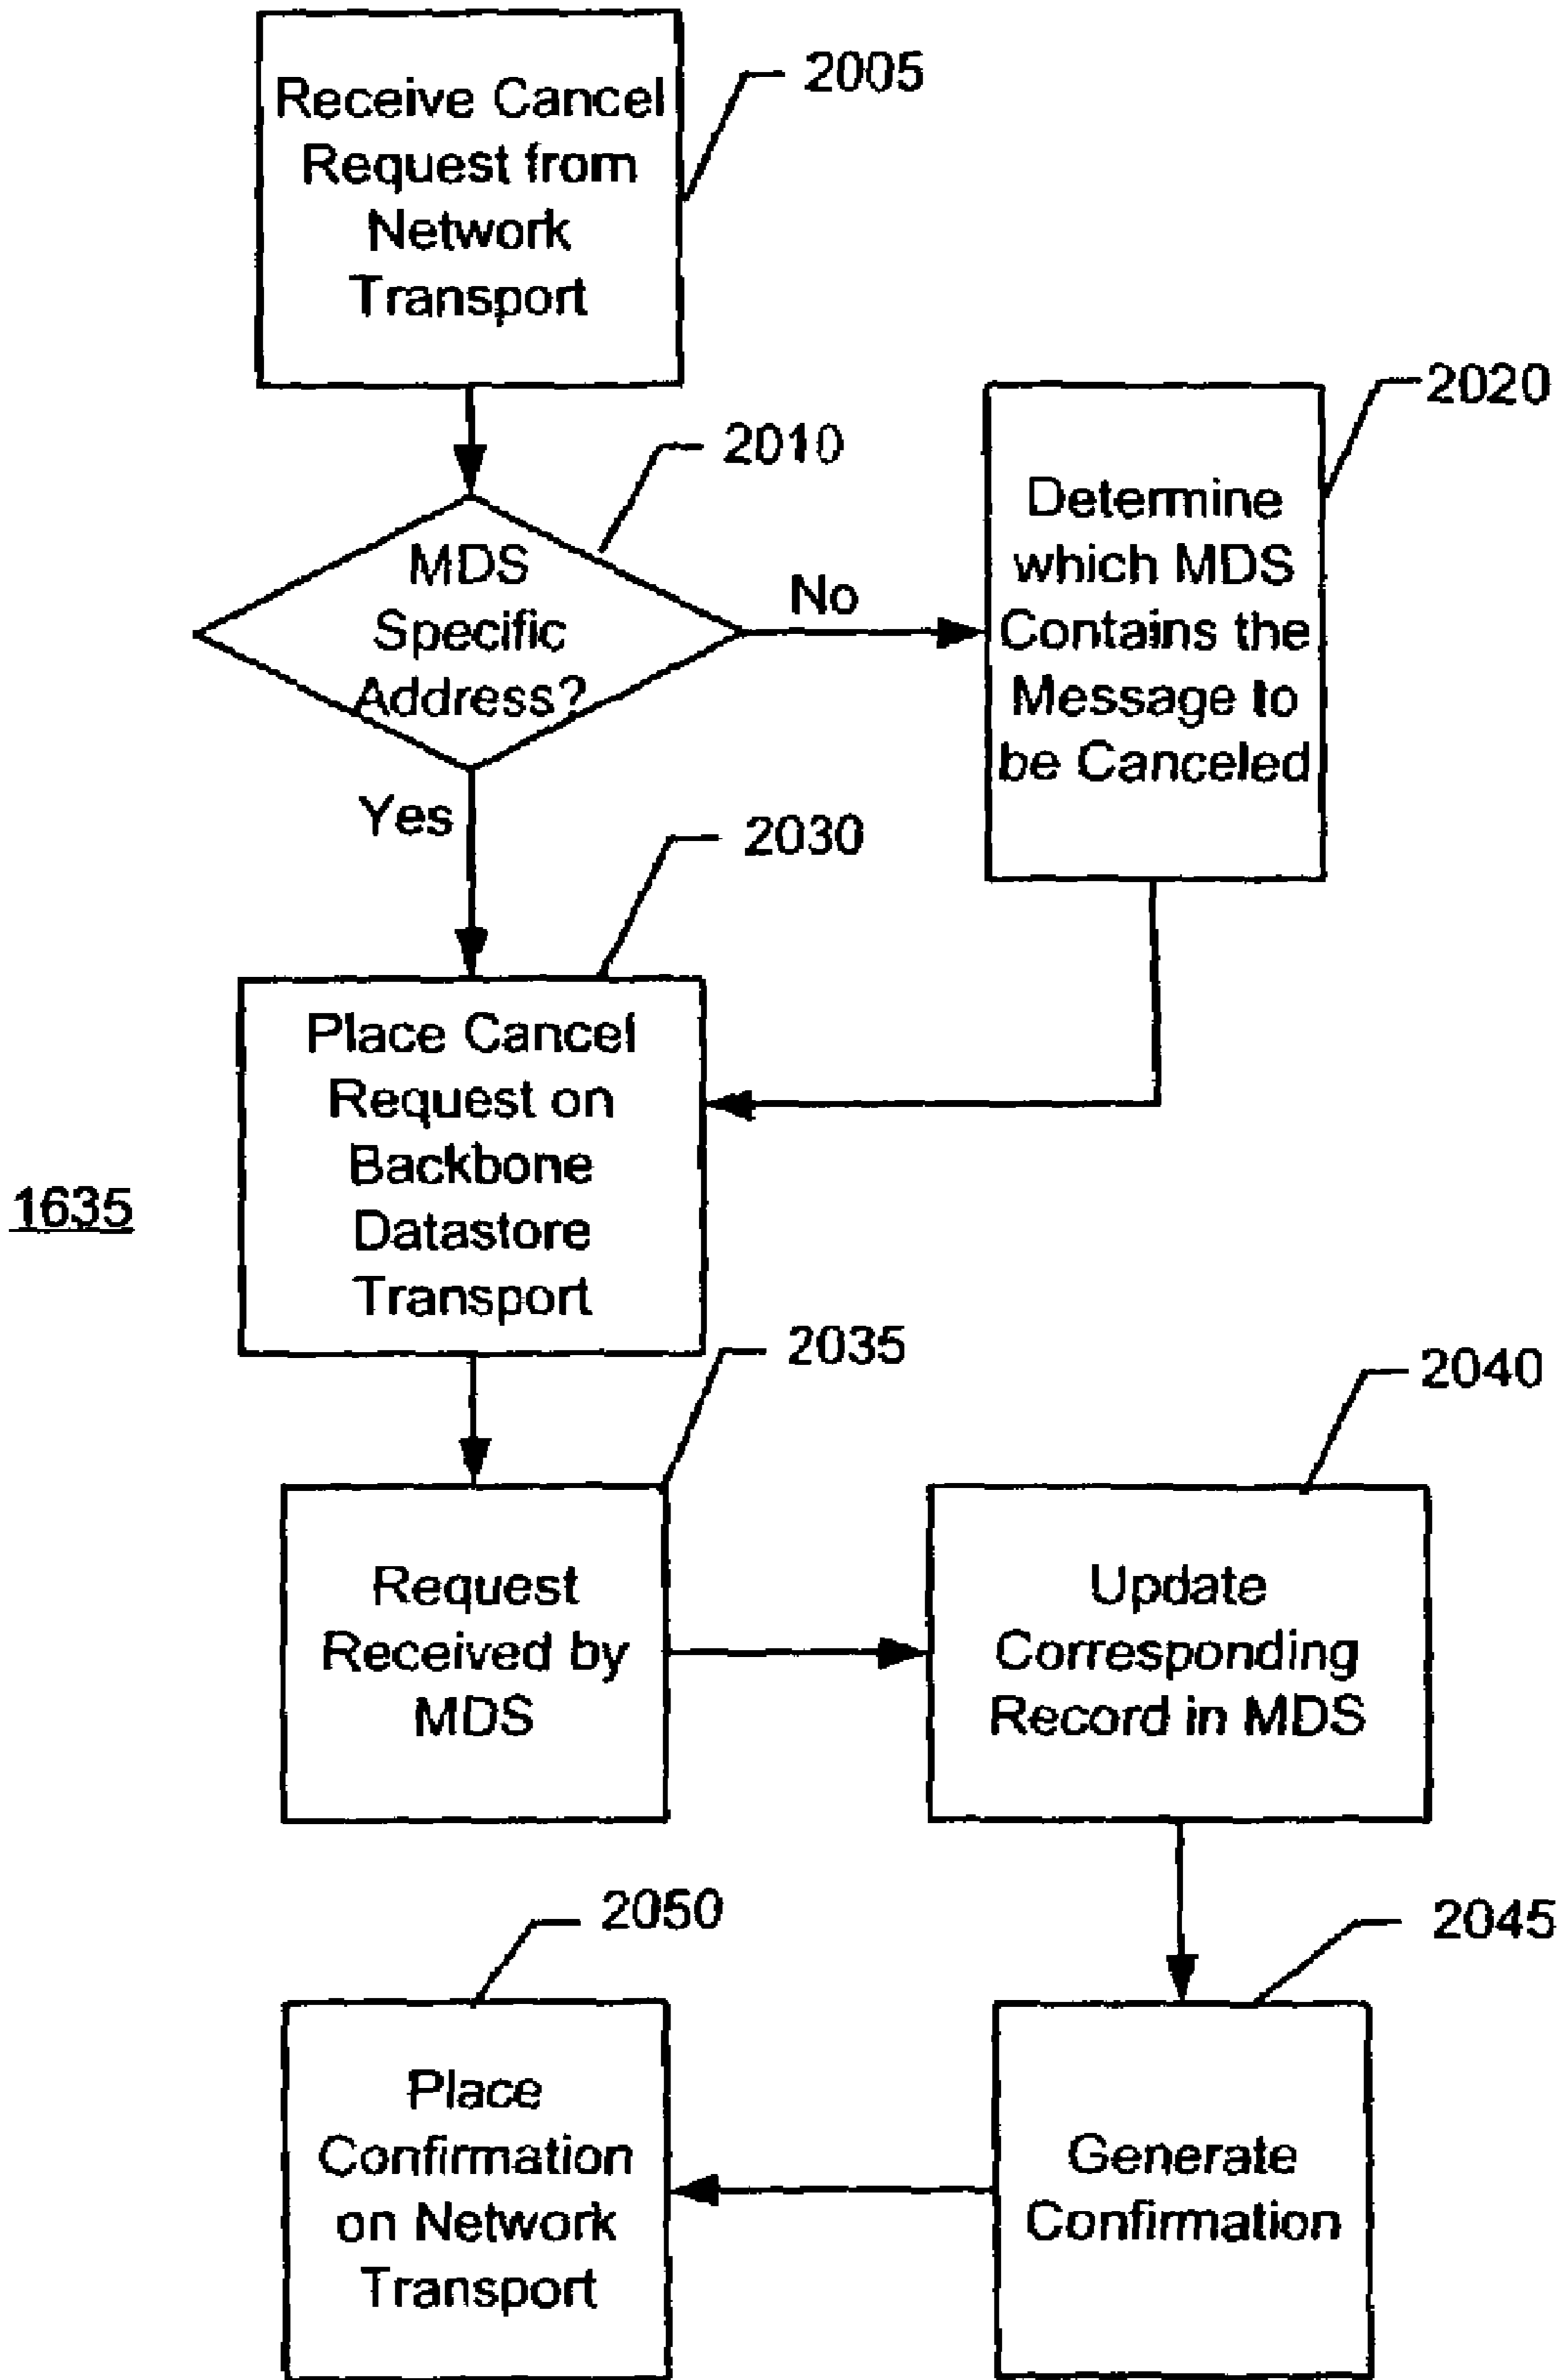 Receive Cancel
Request from
Network
Transport
2005
2010
MDS
Specific
Address?
No
Yes
2020
Determine
which MDS
Contains the
Message to
be Canceled
2030
Place Cancel
Request on
Backbone
Datastore
Transport
1635
2035
Request
Received by
MDS
2040
Update
Corresponding
Record in MDS
2045
Generate
Confirmation
2050
Place
Confirmation
on Network
Transport